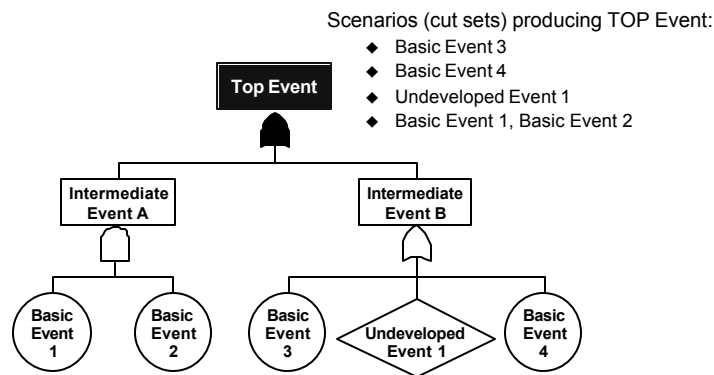 Scenarios (cut sets) producing TOP Event:
◆ Basic Event 3
◆ Basic Event 4
◆ Undeveloped Event 1
◆ Basic Event 1, Basic Event 2
Top Event
Intermediate
Event A
Intermediate
Event B
Basic
Event
1
Basic
Event
2
Basic
Event
3
Undeveloped
Event 1
Basic
Event
4